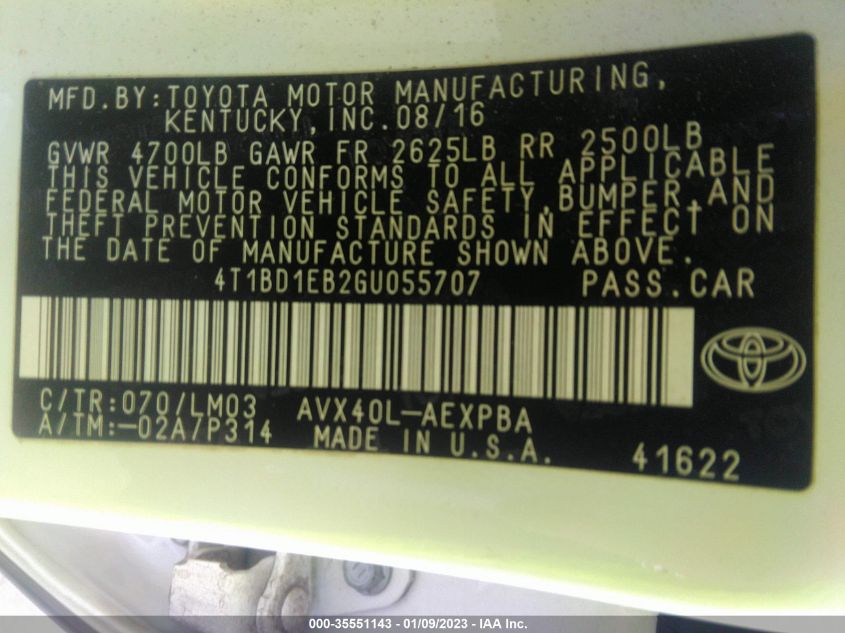 MFD.BY:TOYOTA MOTOR MANUFACTURING,
KENTUCKY,INC.08/16
GVWR 4700LB GAWR FR 2625LB RR 2500LB
THIS VEHICLE CONFORMS TO ALL APPLICABLE
FEDERAL MOTOR VEHICLE SAFETY,BUMPER,AND
THEFT PREVENTION STANDARDS IN EFFECT ON
THE DATE OF MANUFACTURE SHOWN ABOVE.
4T1BD1EB2GU055707 PASS.CAR
C/TR:070/LM03 AVX40L-AEXPBA
A/TM:-02A/P314 MADE IN U.S.A. 41622
000-35551143 - 01/09/2023 - IAA Inc.